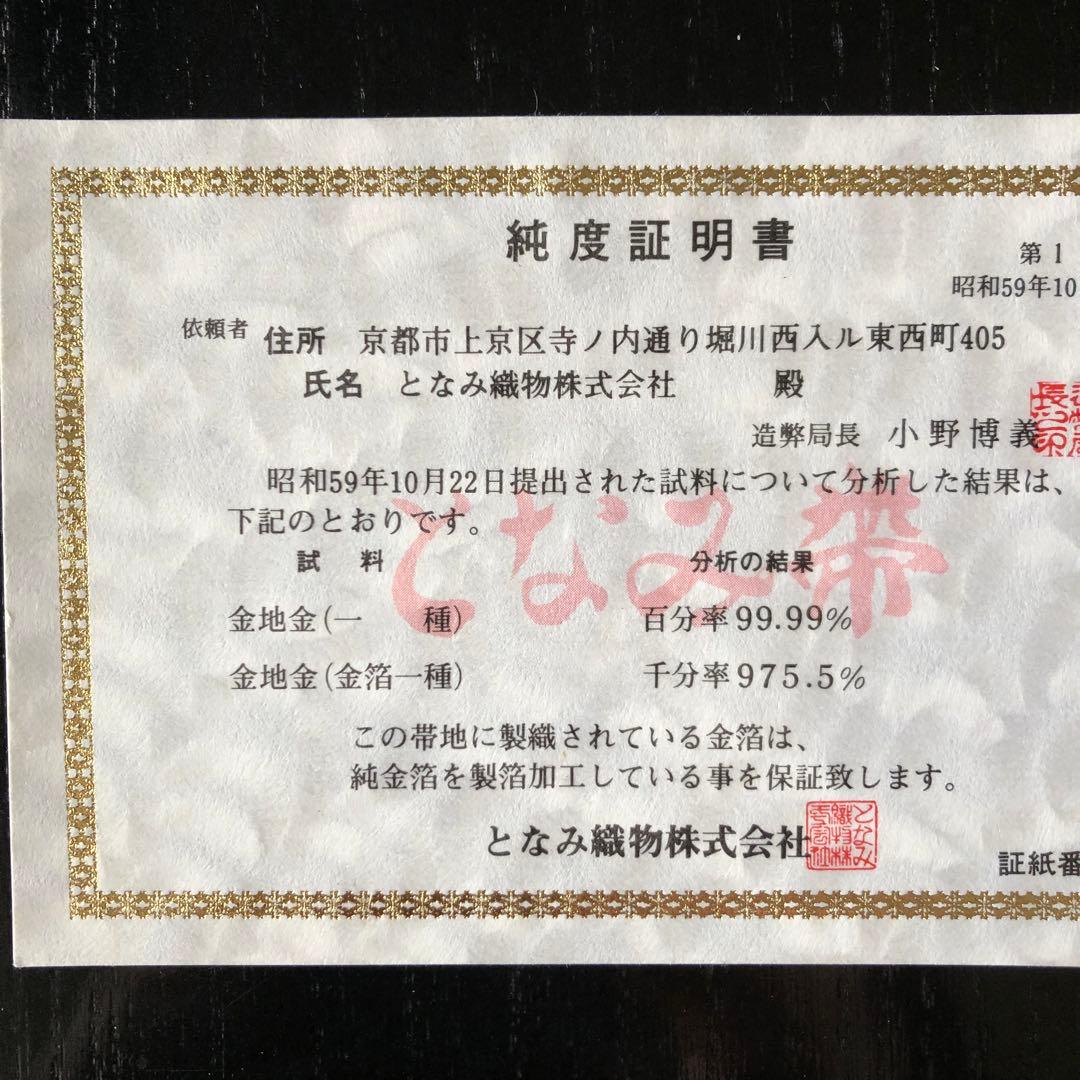 純度証明書
第1
昭和59年10
依頼者 住所 京都市上京区寺ノ内通り堀川西入ル東西町405
氏名 となみ織物株式会社 殿
造幣局長 小野博義
昭和59年10月22日提出された試料について分析した結果は、
下記のとおりです。
となみ帯
試料 分析の結果
金地金(一 種) 百分率99.99%
金地金(金箔一種) 千分率975.5%
この帯地に製織されている金箔は、
純金箔を製箔加工している事を保証致します。
となみ織物株式会社
証紙番